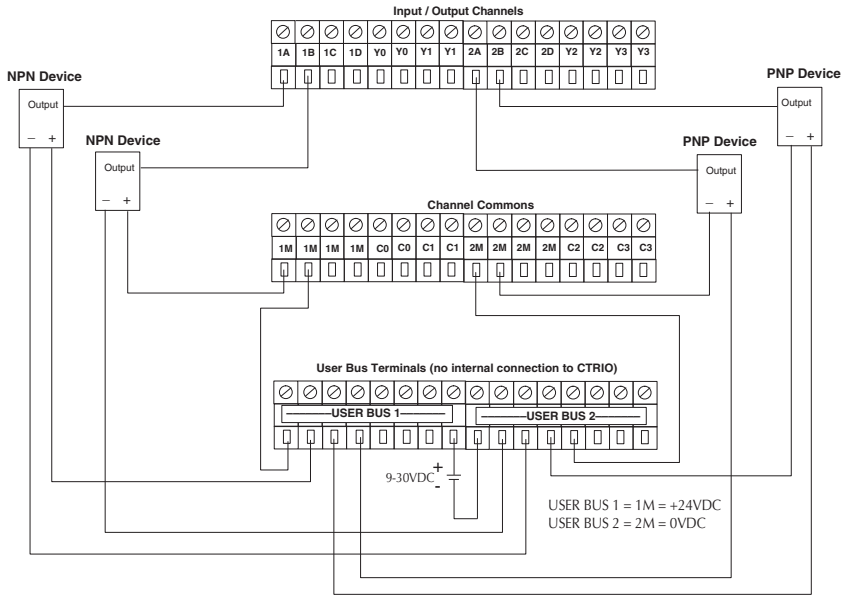 Input / Output Channels
1A 1B 1C 1D Y0 Y0 Y1 Y1 2A 2B 2C 2D Y2 Y2 Y3 Y3
NPN Device
Output
– +
PNP Device
Output
– +
NPN Device
Output
– +
PNP Device
Output
– +
Channel Commons
1M 1M 1M 1M C0 C0 C1 C1 2M 2M 2M 2M C2 C2 C3 C3
User Bus Terminals (no internal connection to CTRIO)
USER BUS 1 USER BUS 2
9-30VDC + -
USER BUS 1 = 1M = +24VDC
USER BUS 2 = 2M = 0VDC